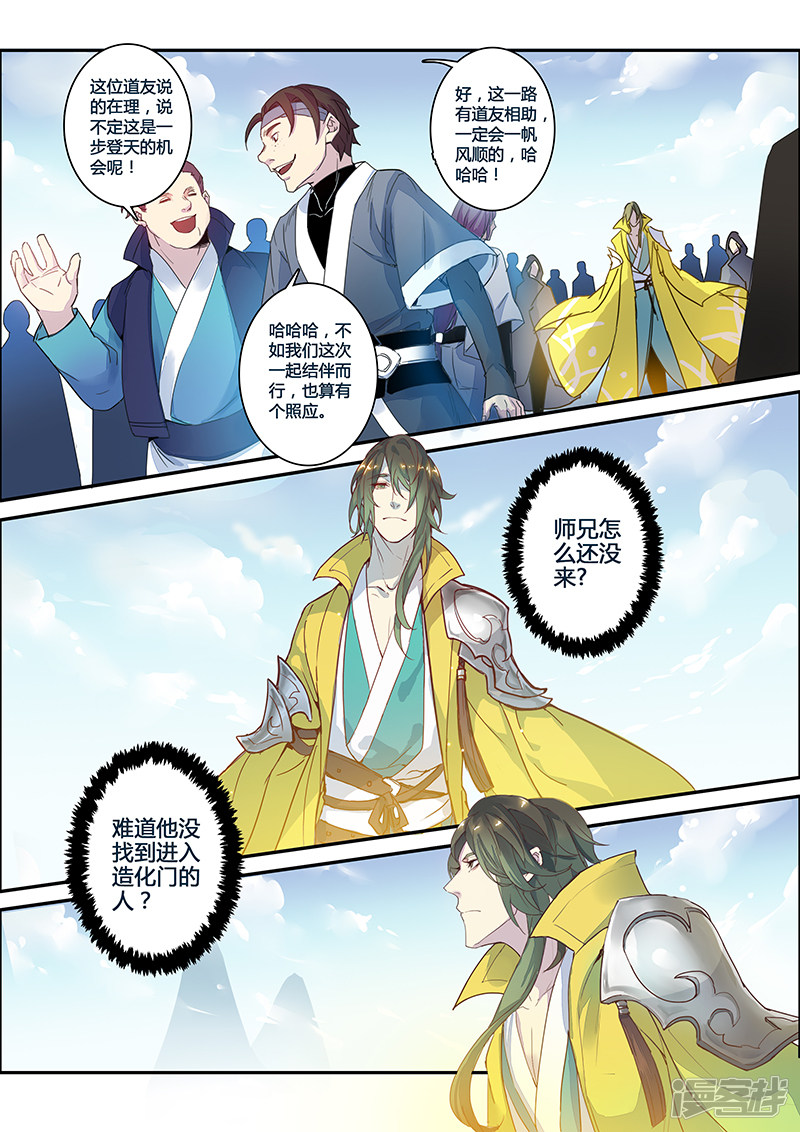 这位道友说
的在理，说
不定这是一
步登天的机
会呢！
好，这一路
有道友相助，
一定会一帆
风顺的，哈
哈哈！
哈哈哈，不
如我们这次
一起结伴而
行，也算有
个照应。
师兄怎
么还没
来？
难道他没
找到进入
造化门的
人？
漫客栈